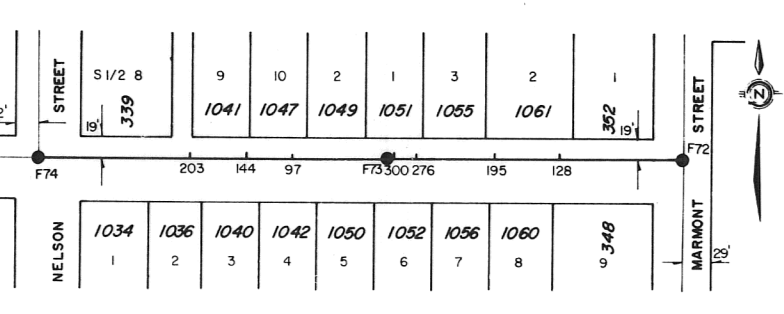 S 1/2 8 9 10 2 1 3 2 1
339 1041 1047 1049 1051 1055 1061 352
STREET
STREET
19'
19'
N
F74 203 144 97 F73 300 276 195 128 F72
1034 1036 1040 1042 1050 1052 1056 1060 348
1 2 3 4 5 6 7 8 9
NELSON
MARMONT
29'